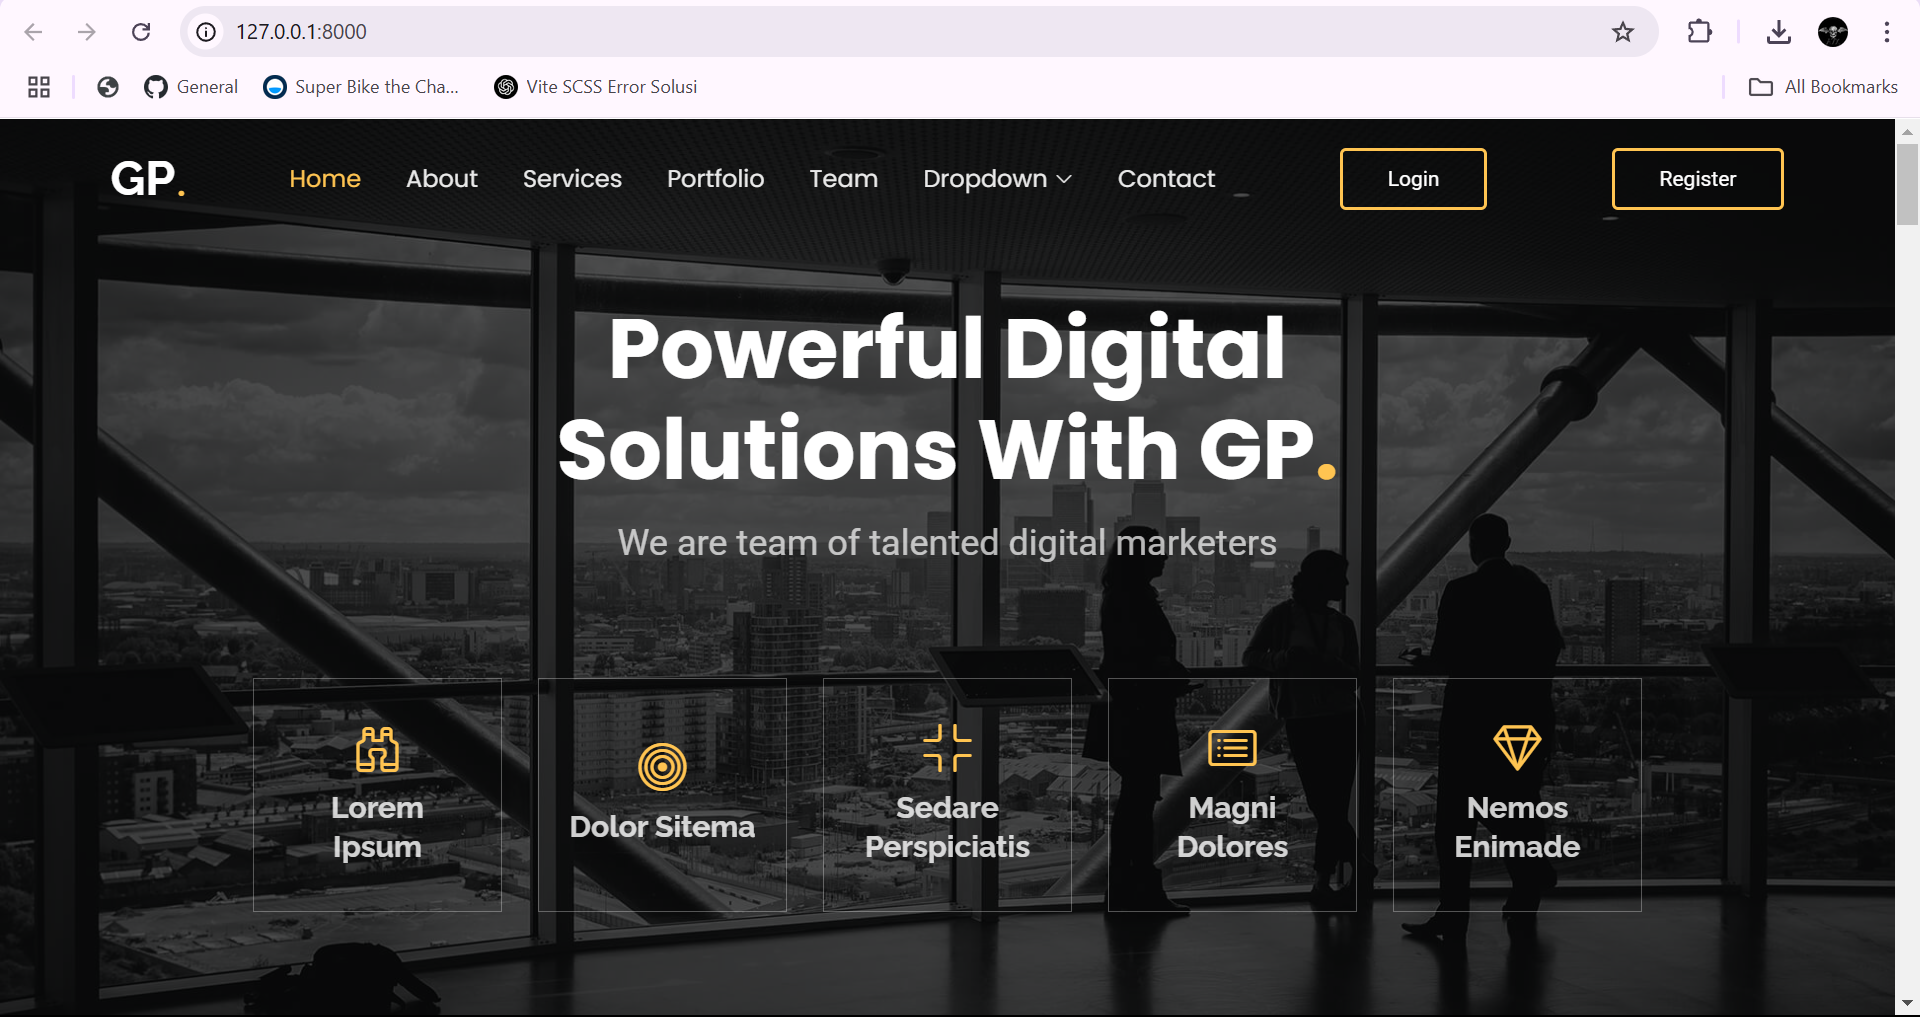 127.0.0.1:8000
General
Super Bike the Cha...
Vite SCSS Error Solusi
All Bookmarks
GP.
Home
About
Services
Portfolio
Team
Dropdown
Contact
Login
Register
Powerful Digital
Solutions With GP.
We are team of talented digital marketers
Lorem
Ipsum
Dolor Sitema
Sedare
Perspiciatis
Magni
Dolores
Nemos
Enimade